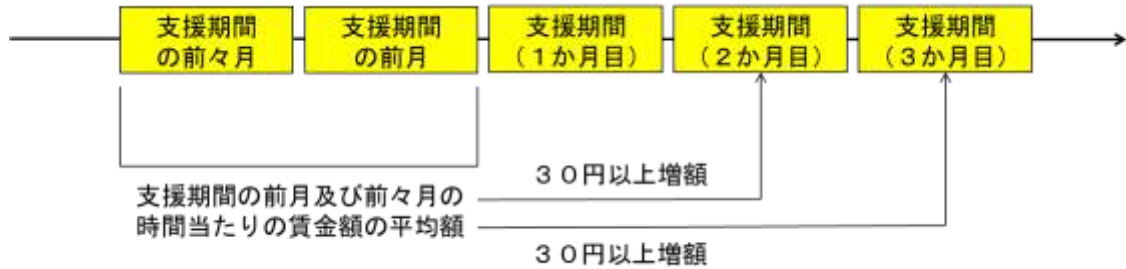 支援期間
の前々月
支援期間
の前月
支援期間
(1か月目)
支援期間
(2か月目)
支援期間
(3か月目)
30円以上増額
支援期間の前月及び前々月の
時間当たりの賃金額の平均額
30円以上増額